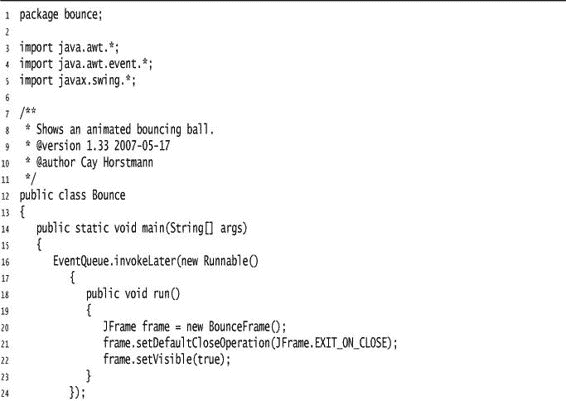 1 package bounce;
2
3 import java.awt.*;
4 import java.awt.event.*;
5 import javax.swing.*;
6
7 /**
8  * Shows an animated bouncing ball.
9  * @version 1.33 2007-05-17
10  * @author Cay Horstmann
11  */
12 public class Bounce
13 {
14    public static void main(String[] args)
15    {
16       EventQueue.invokeLater(new Runnable()
17          {
18             public void run()
19             {
20                JFrame frame = new BounceFrame();
21                frame.setDefaultCloseOperation(JFrame.EXIT_ON_CLOSE);
22                frame.setVisible(true);
23             }
24          });